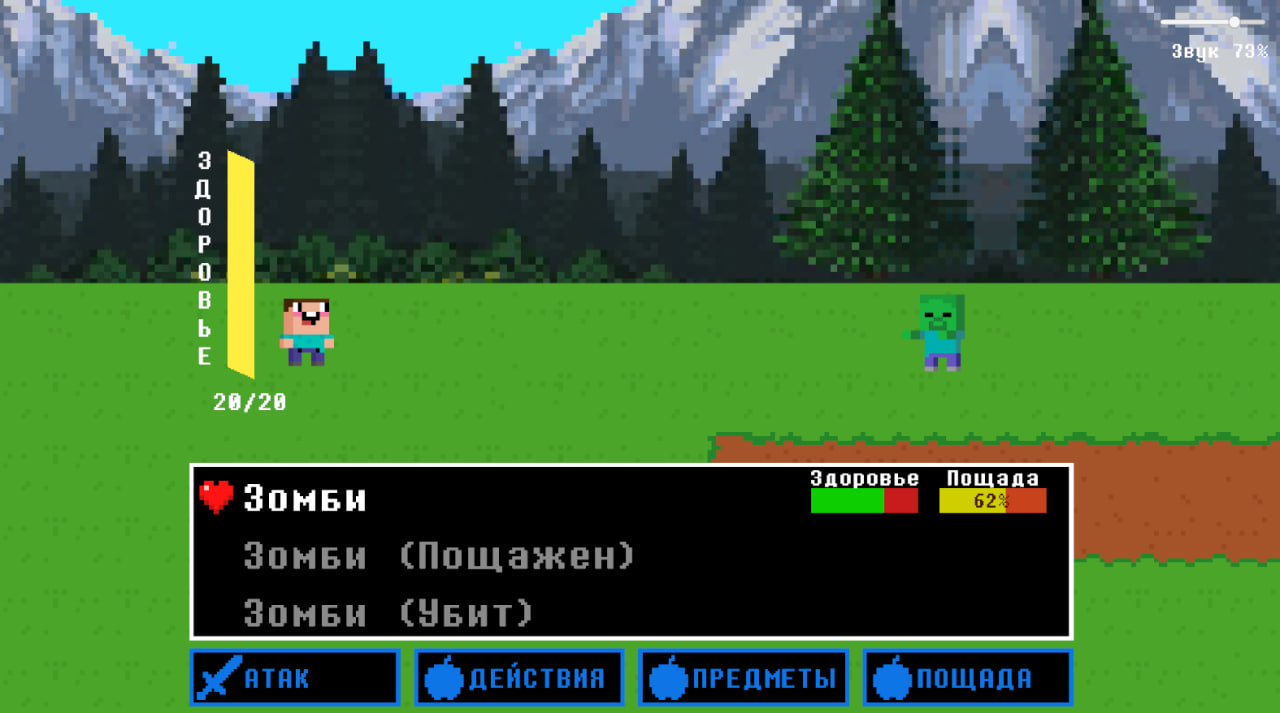 Звук 73%
ЗДОРОВЬЕ
20/20
Здоровье Пощада
Зомби 62%
Зомби (Пощажен)
Зомби (Убит)
АТАК ДЕЙСТВИЯ ПРЕДМЕТЫ ПОЩАДА